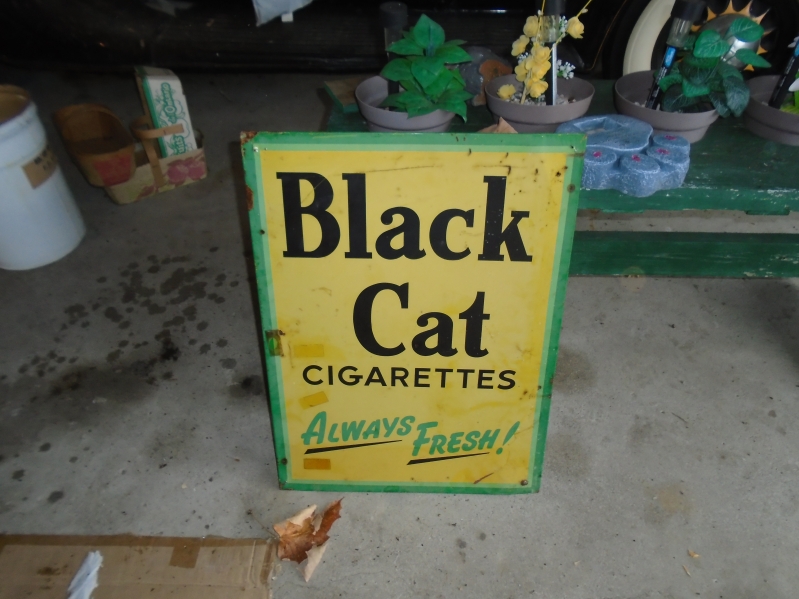 Black
Cat
CIGARETTES
ALWAYS FRESH!